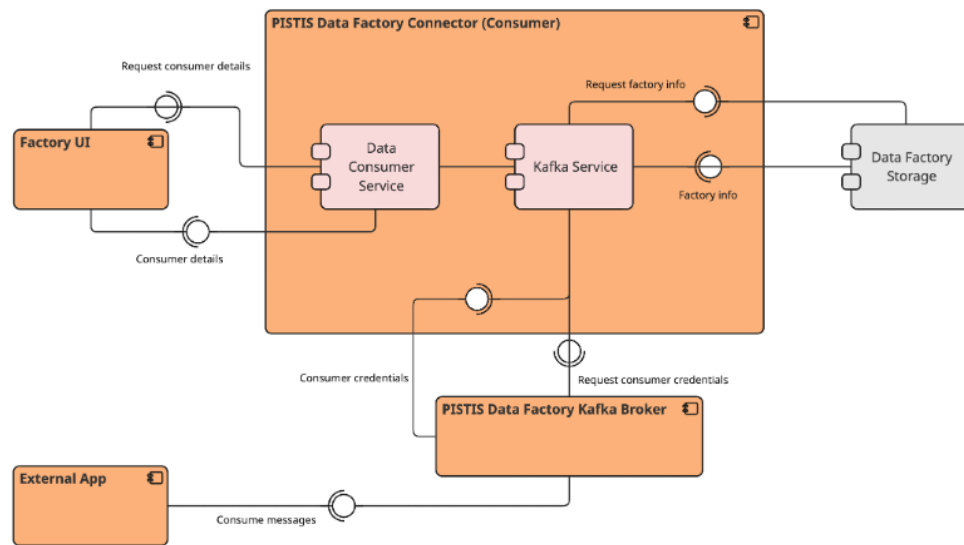 PISTIS Data Factory Connector (Consumer)
Request consumer details
Request factory info
Factory UI
Data
Consumer
Service
Kafka Service
Data Factory
Storage
Factory info
Consumer details
Consumer credentials
Request consumer credentials
PISTIS Data Factory Kafka Broker
External App
Consume messages